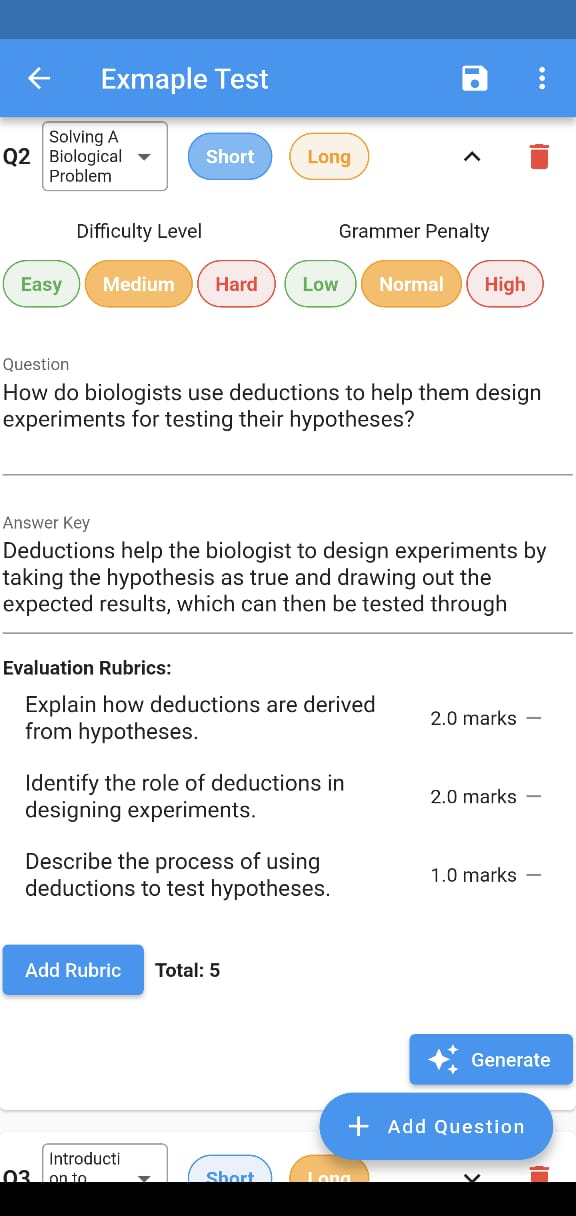 Exmaple Test
Q2
Solving A
Biological
Problem
Short
Long
Difficulty Level
Grammer Penalty
Easy
Medium
Hard
Low
Normal
High
Question
How do biologists use deductions to help them design
experiments for testing their hypotheses?
Answer Key
Deductions help the biologist to design experiments by
taking the hypothesis as true and drawing out the
expected results, which can then be tested through
Evaluation Rubrics:
Explain how deductions are derived
from hypotheses.
2.0 marks
Identify the role of deductions in
designing experiments.
2.0 marks
Describe the process of using
deductions to test hypotheses.
1.0 marks
Add Rubric
Total: 5
Generate
Add Question
Q3
Introducti
on to
Short
Long